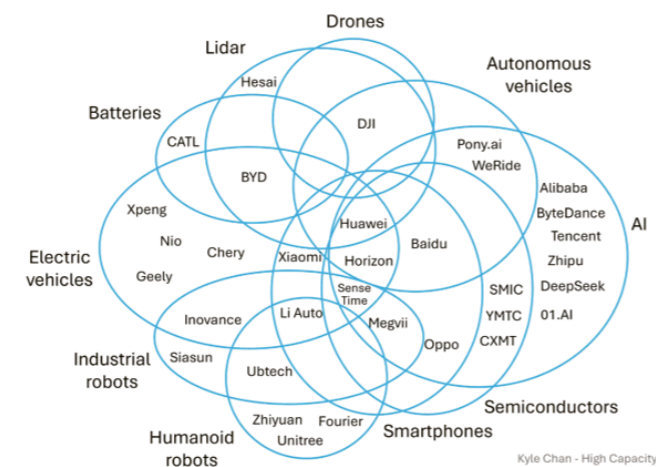 Drones
Lidar
Autonomous
vehicles
Hesai
Batteries
DJI
CATL
Pony.ai
WeRide
BYD
Alibaba
Xpeng
ByteDance
Huawei
AI
Tencent
Nio
Baidu
Chery
Xiaomi
Horizon
Zhipu
Electric
vehicles
Geely
Sense
Time
SMIC
DeepSeek
Li Auto
YMTC
01.AI
Inovance
Megvii
Oppo
CXMT
Industrial
robots
Siasun
Ubtech
Semiconductors
Zhiyuan
Fourier
Unitree
Smartphones
Humanoid
robots
Kyle Chan - High Capacity